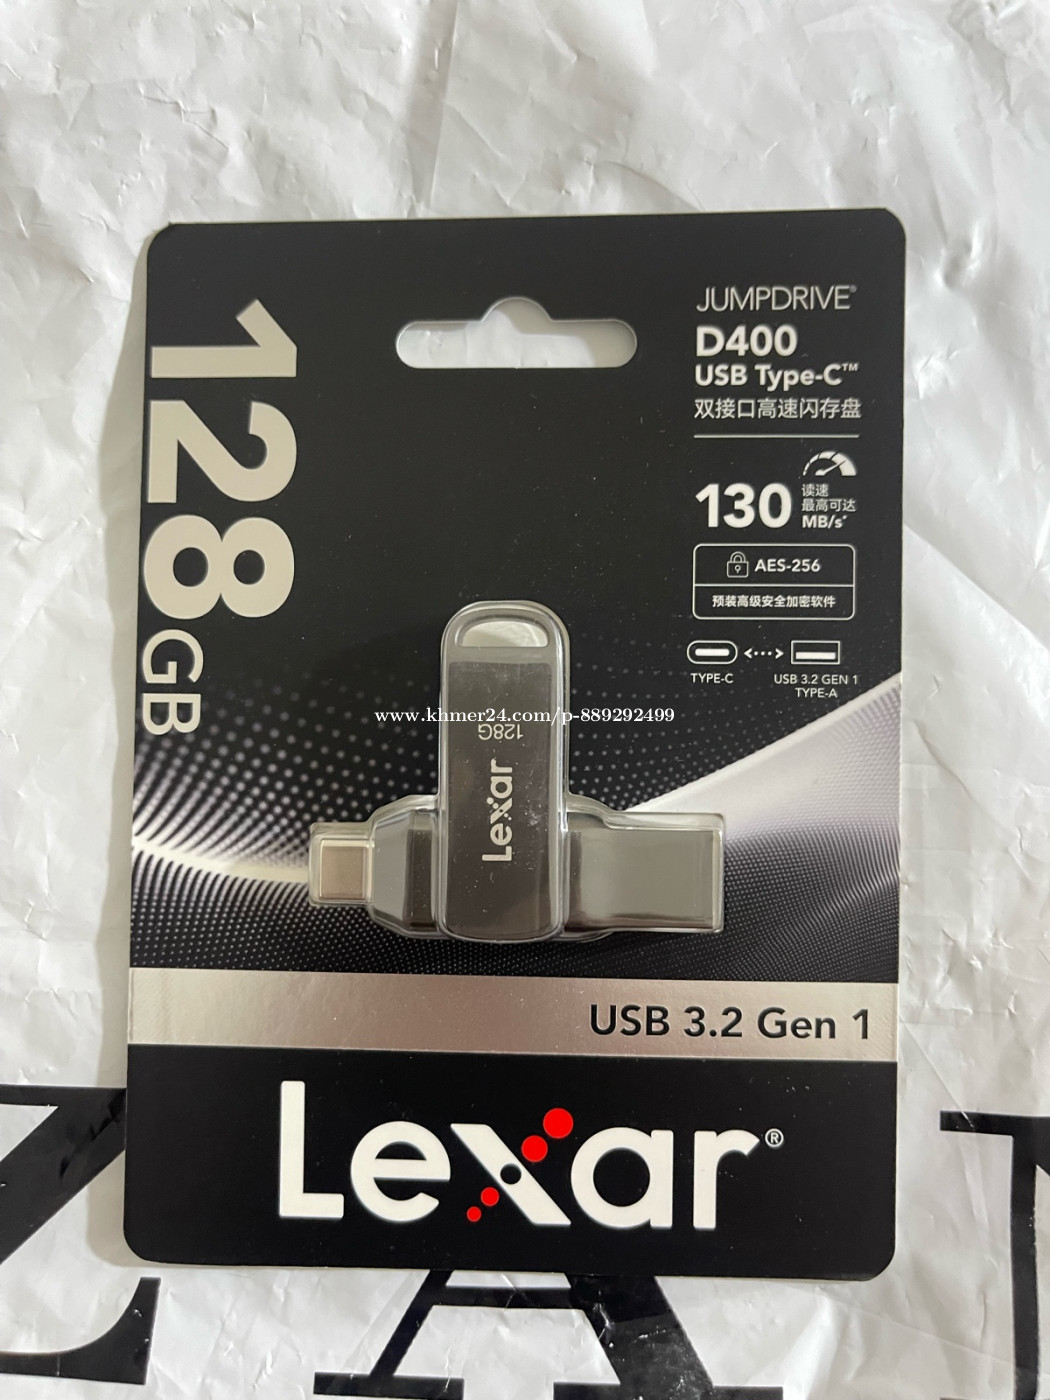 128GB
JUMPDRIVE®
D400
USB Type-C™
双接口高速闪存盘
130
读速
最高可达
MB/s*
AES-256
预装高级安全加密软件
TYPE-C
USB 3.2 GEN 1
TYPE-A
www.khmer24.com/p-889292499
128G
Lexar
USB 3.2 Gen 1
Lexar®
ZA